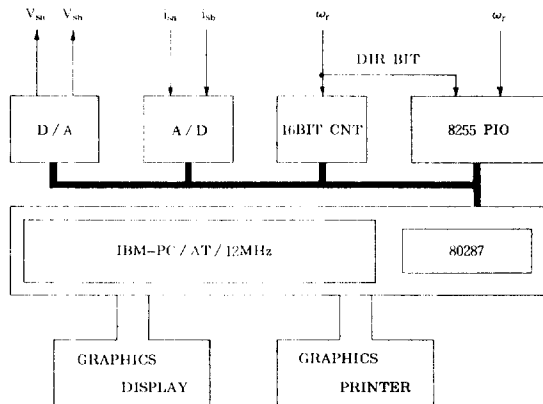 V_sa V_sb i_sa i_sb ω_r ω_r
DIR BIT
D/A A/D 16BIT CNT 8255 PIO
IBM-PC/AT/12MHz 80287
GRAPHICS GRAPHICS
DISPLAY PRINTER